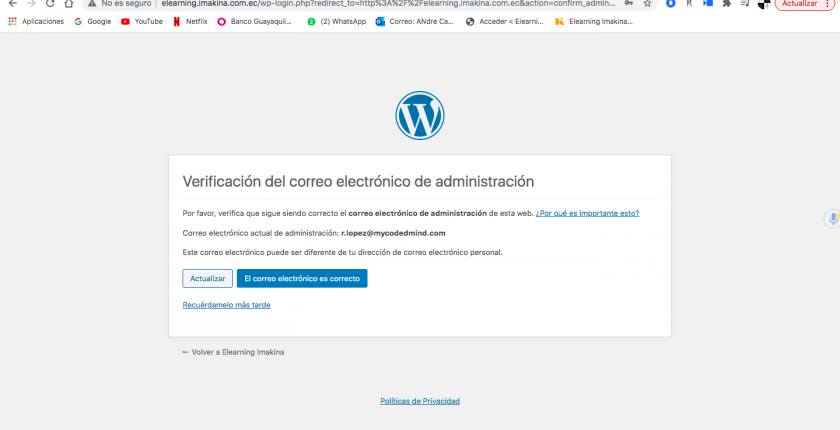 No es seguro | elearning.imakina.com.ec/wp-login.php?redirect_to=http%3A%2F%2Felearning.imakina.com.ec&action=confirm_admin... Actualizar
Aplicaciones Google YouTube Netflix Banco Guayaquil... (2) WhatsApp Correo: ANdre Ca... Acceder < Elearni... Elearning Imakina...
Verificación del correo electrónico de administración
Por favor, verifica que sigue siendo correcto el correo electrónico de administración de esta web. ¿Por qué es importante esto?
Correo electrónico actual de administración: r.lopez@mycodedmind.com
Este correo electrónico puede ser diferente de tu dirección de correo electrónico personal.
Actualizar El correo electrónico es correcto
Recuérdamelo más tarde
← Volver a Elearning Imakina
Políticas de Privacidad